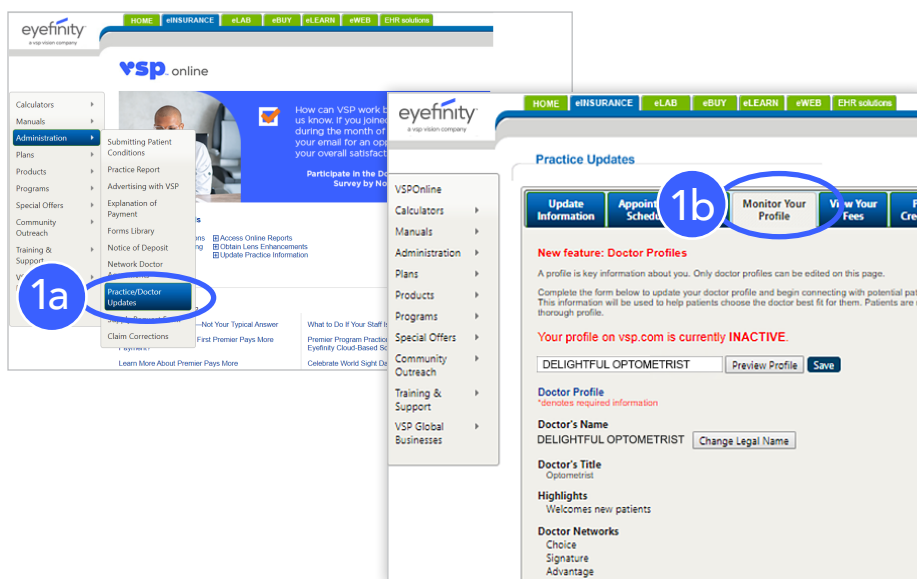 eyefinity
a vsp vision company
HOME eINSURANCE eLAB eBUY eLEARN eWEB EHR solutions
vsp. online
Calculators
Manuals
Administration
Plans
Products
Programs
Special Offers
Community
Outreach
Training &
Support
Submitting Patient
Conditions
Practice Report
Advertising with VSP
Explanation of
Payment
Forms Library
Notice of Deposit
Network Doctor
Practice/Doctor
Updates
Claim Corrections
1a
How can VSP work
us know. If you joined
during the month of
your email for an
your overall
Participate in the
Survey by
Access Online Reports
Obtain Lens Enhancements
Update Practice Information
—Not Your Typical Answer
First Premier Pays More
Learn More About Premier Pays More
What to Do If Your Staff
Premier Program
Eyefinity Cloud-Based
Celebrate World Sight
eyefinity
a vsp vision company
HOME eINSURANCE eLAB eBUY eLEARN eWEB EHR solutions
Practice Updates
VSPOnline
Calculators
Manuals
Administration
Plans
Products
Programs
Special Offers
Community
Outreach
Training &
Support
VSP Global
Businesses
Update
Information
1b
Monitor Your
Profile
View Your
Fees
New feature: Doctor Profiles
A profile is key information about you. Only doctor profiles can be edited on this page.
Complete the form below to update your doctor profile and begin connecting with potential
This information will be used to help patients choose the doctor best fit for them. Patients are
thorough profile.
Your profile on vsp.com is currently INACTIVE.
DELIGHTFUL OPTOMETRIST Preview Profile Save
Doctor Profile
*denotes required information
Doctor's Name
DELIGHTFUL OPTOMETRIST Change Legal Name
Doctor's Title
Optometrist
Highlights
Welcomes new patients
Doctor Networks
Choice
Signature
Advantage